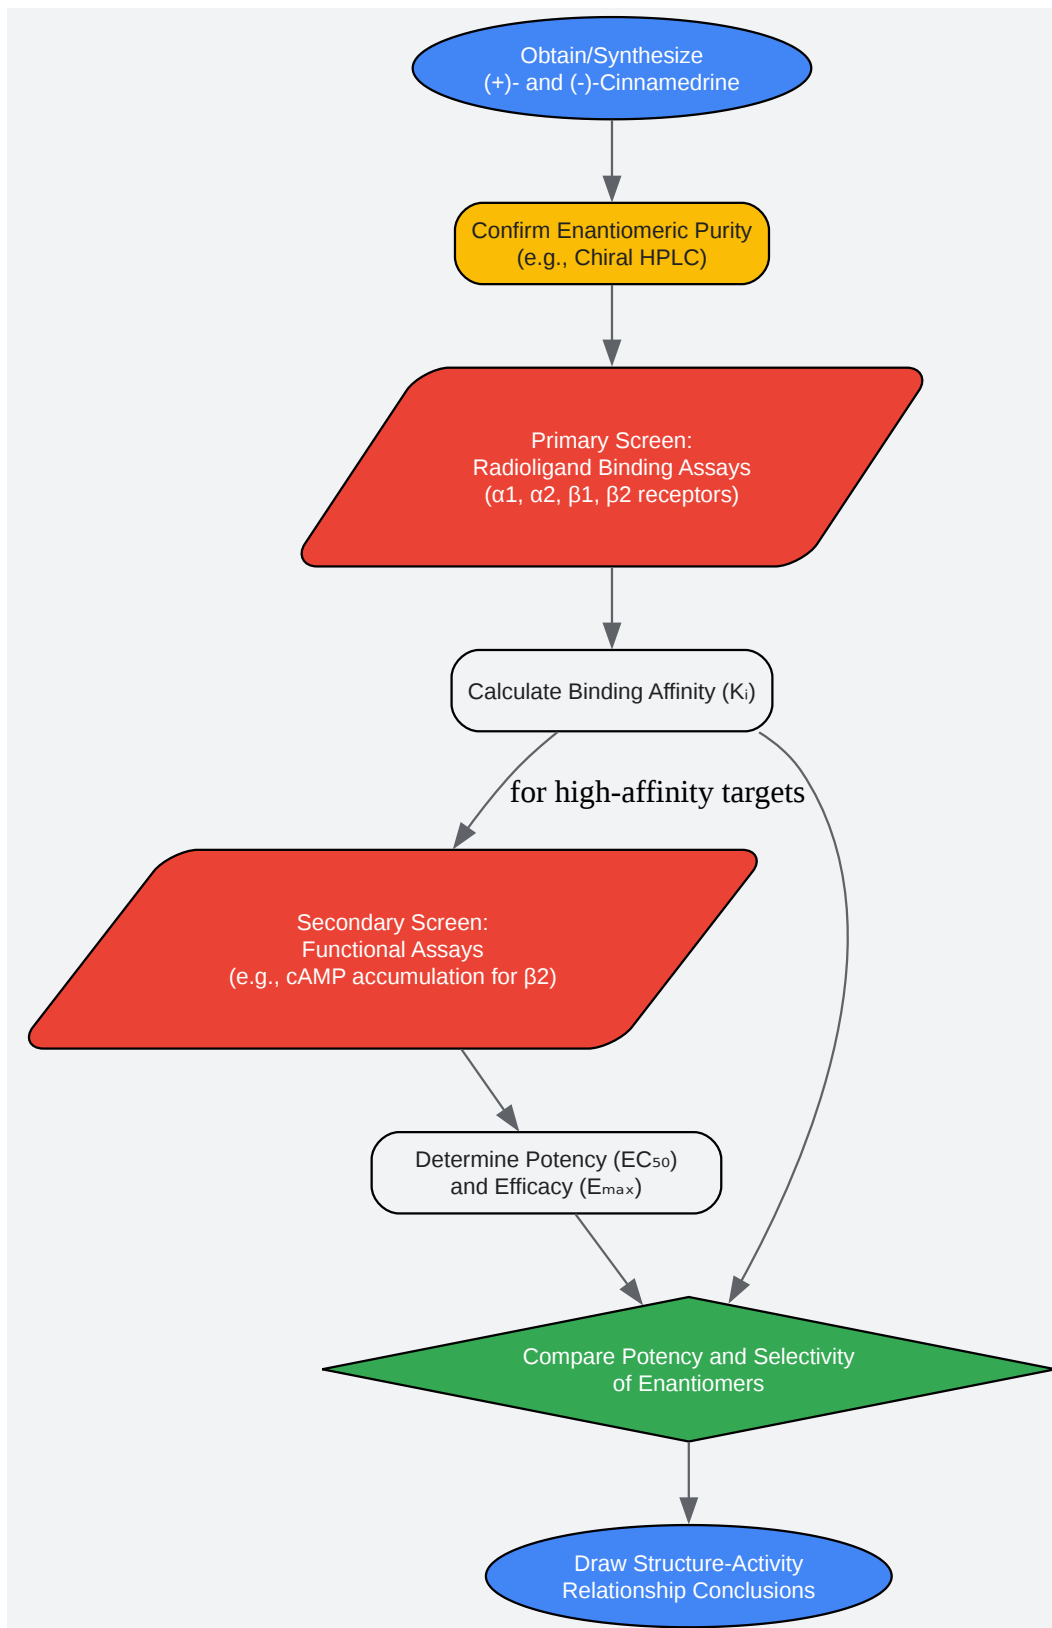 Obtain/Synthesize
(+)- and (-)-Cinnamedrine
Confirm Enantiomeric Purity
(e.g., Chiral HPLC)
Primary Screen:
Radioligand Binding Assays
(α1, α2, β1, β2 receptors)
Calculate Binding Affinity (Kᵢ)
for high-affinity targets
Secondary Screen:
Functional Assays
(e.g., cAMP accumulation for β2)
Determine Potency (EC₅₀)
and Efficacy (Eₘₐₓ)
Compare Potency and Selectivity
of Enantiomers
Draw Structure-Activity
Relationship Conclusions